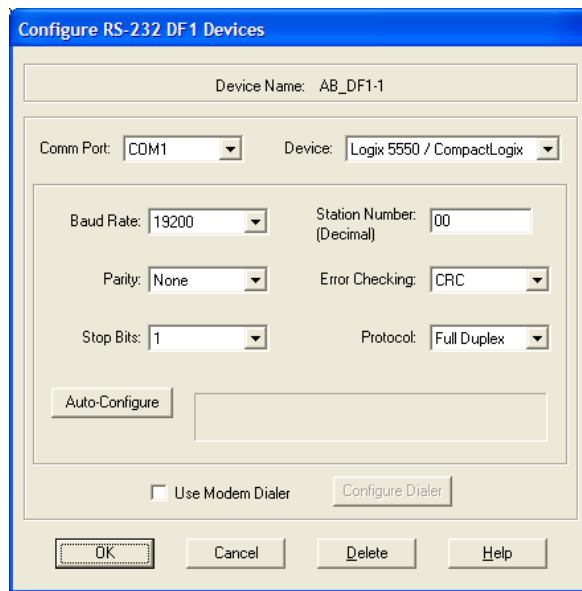 Configure RS-232 DF1 Devices
Device Name: AB_DF1-1
Comm Port: COM1 Device: Logix 5550 / CompactLogix
Baud Rate: 19200 Station Number: 00
(Decimal)
Parity: None Error Checking: CRC
Stop Bits: 1 Protocol: Full Duplex
Auto-Configure
Use Modem Dialer Configure Dialer
OK Cancel Delete Help